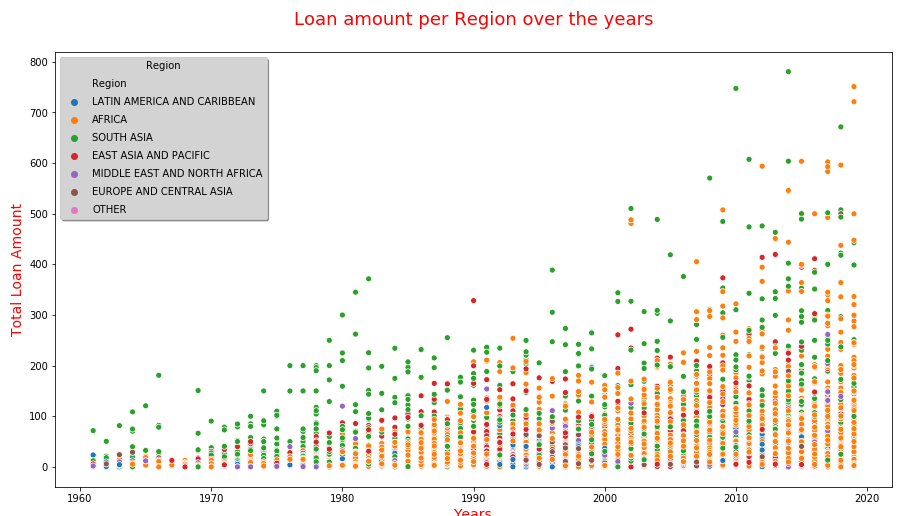 Loan amount per Region over the years
Total Loan Amount
800
700
600
500
400
300
200
100
0
Region
Region
LATIN AMERICA AND CARIBBEAN
AFRICA
SOUTH ASIA
EAST ASIA AND PACIFIC
MIDDLE EAST AND NORTH AFRICA
EUROPE AND CENTRAL ASIA
OTHER
1960 1970 1980 1990 2000 2010 2020
Years